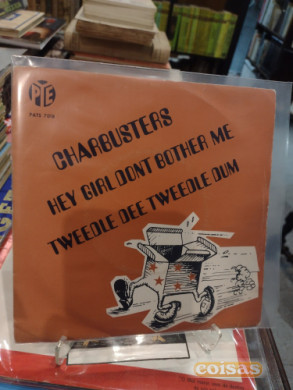 PYE
CHARBUSTERS
HEY GIRL DONT BOTHER ME
TWEEDLE DEE TWEEDLE DUM
coisas